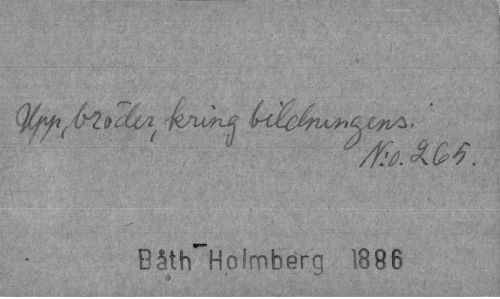 Upp, bröder, kring bildningens.
N:o. 265.
Båth-Holmberg 1886